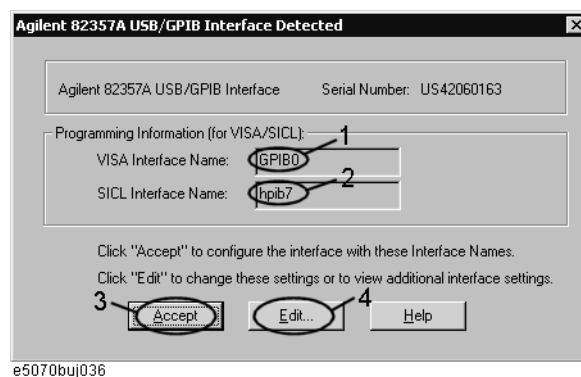 Agilent 82357A USB/GPIB Interface Detected
Agilent 82357A USB/GPIB Interface Serial Number: US42060163
Programming Information (for VISA/SICL):
1
VISA Interface Name: GPIB0
2
SICL Interface Name: hpib7
Click "Accept" to configure the interface with these Interface Names.
Click "Edit" to change these settings or to view additional interface settings.
3 4
Accept Edit... Help
e5070buj036